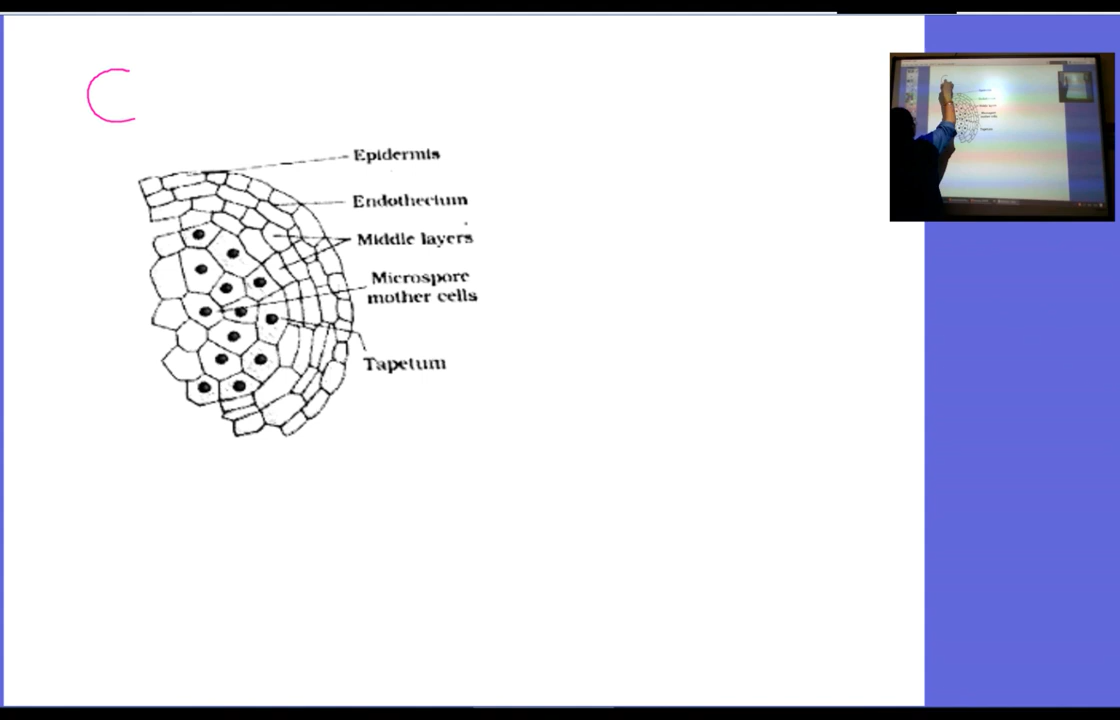 C
Epidermis
Endothecium
Middle layers
Microspore
mother cells
Tapetum